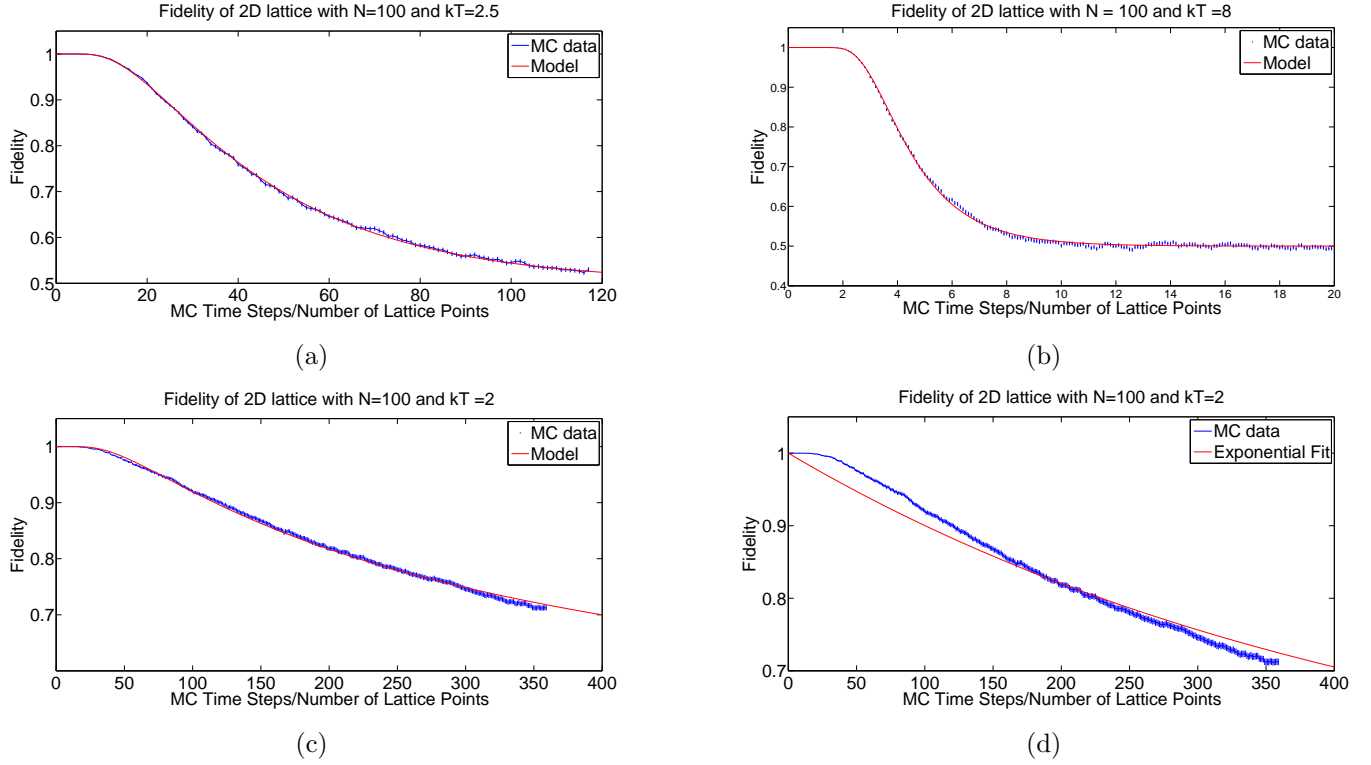 Fidelity of 2D lattice with N=100 and kT=2.5
1
0.9
0.8
0.7
0.6
0.5
0
20
40
60
80
100
120
Fidelity
MC Time Steps/Number of Lattice Points
MC data
Model
(a)
Fidelity of 2D lattice with N = 100 and kT =8
1
0.9
0.8
0.7
0.6
0.5
0.4
0
2
4
6
8
10
12
14
16
18
20
Fidelity
MC Time Steps/Number of Lattice Points
MC data
Model
(b)
Fidelity of 2D lattice with N=100 and kT =2
1
0.9
0.8
0.7
0
50
100
150
200
250
300
350
400
Fidelity
MC Time Steps/Number of Lattice Points
MC data
Model
(c)
Fidelity of 2D lattice with N=100 and kT=2
1
0.9
0.8
0.7
0
50
100
150
200
250
300
350
400
Fidelity
MC Time Steps/Number of Lattice Points
MC data
Exponential Fit
(d)